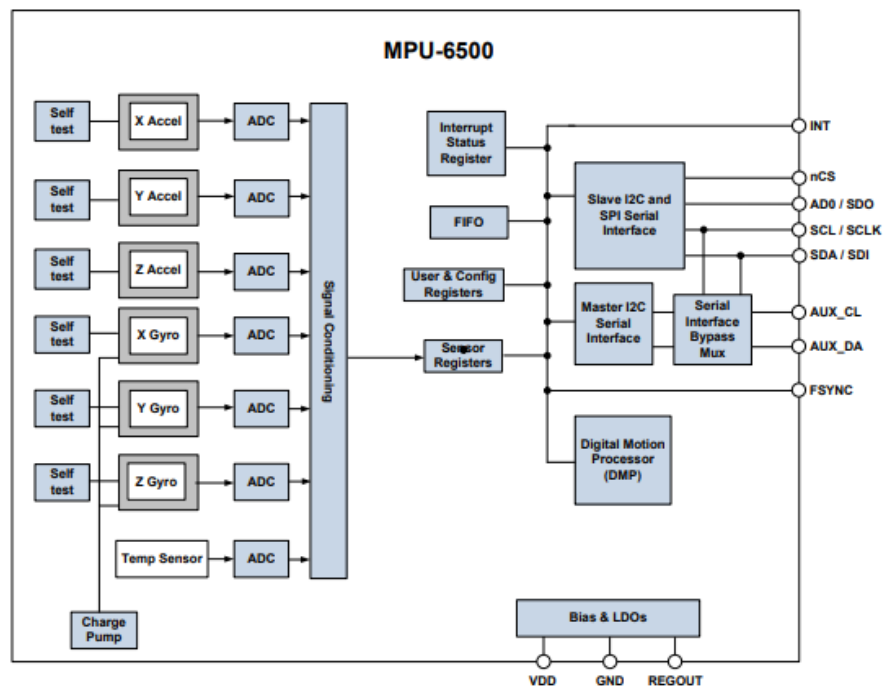 MPU-6500
Self
test
X Accel
ADC
Self
test
Y Accel
ADC
Self
test
Z Accel
ADC
Self
test
X Gyro
ADC
Self
test
Y Gyro
ADC
Self
test
Z Gyro
ADC
Temp Sensor
ADC
Charge
Pump
Signal Conditioning
Interrupt
Status
Register
FIFO
User & Config
Registers
Sensor
Registers
Slave I2C and
SPI Serial
Interface
Master I2C
Serial
Interface
Serial
Interface
Bypass
Mux
Digital Motion
Processor
(DMP)
INT
nCS
AD0 / SDO
SCL / SCLK
SDA / SDI
AUX_CL
AUX_DA
FSYNC
Bias & LDOs
VDD
GND
REGOUT